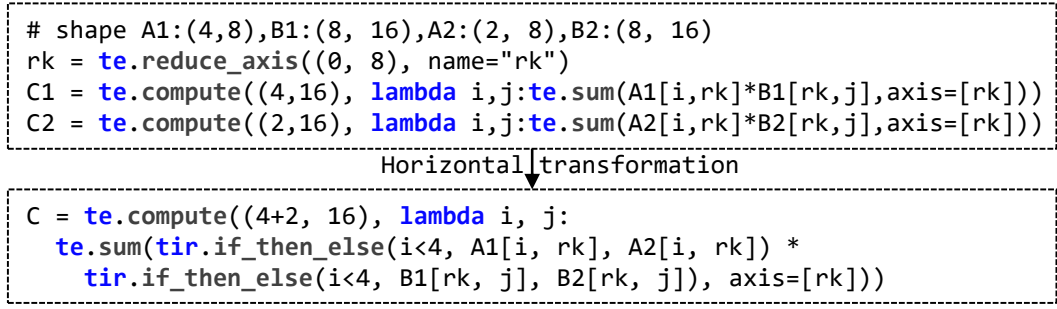 # shape A1:(4,8),B1:(8, 16),A2:(2, 8),B2:(8, 16)
rk = te.reduce_axis((0, 8), name="rk")
C1 = te.compute((4,16), lambda i,j:te.sum(A1[i,rk]*B1[rk,j],axis=[rk]))
C2 = te.compute((2,16), lambda i,j:te.sum(A2[i,rk]*B2[rk,j],axis=[rk]))
Horizontal transformation
C = te.compute((4+2, 16), lambda i, j:
te.sum(tir.if_then_else(i<4, A1[i, rk], A2[i, rk]) *
tir.if_then_else(i<4, B1[rk, j], B2[rk, j]), axis=[rk]))